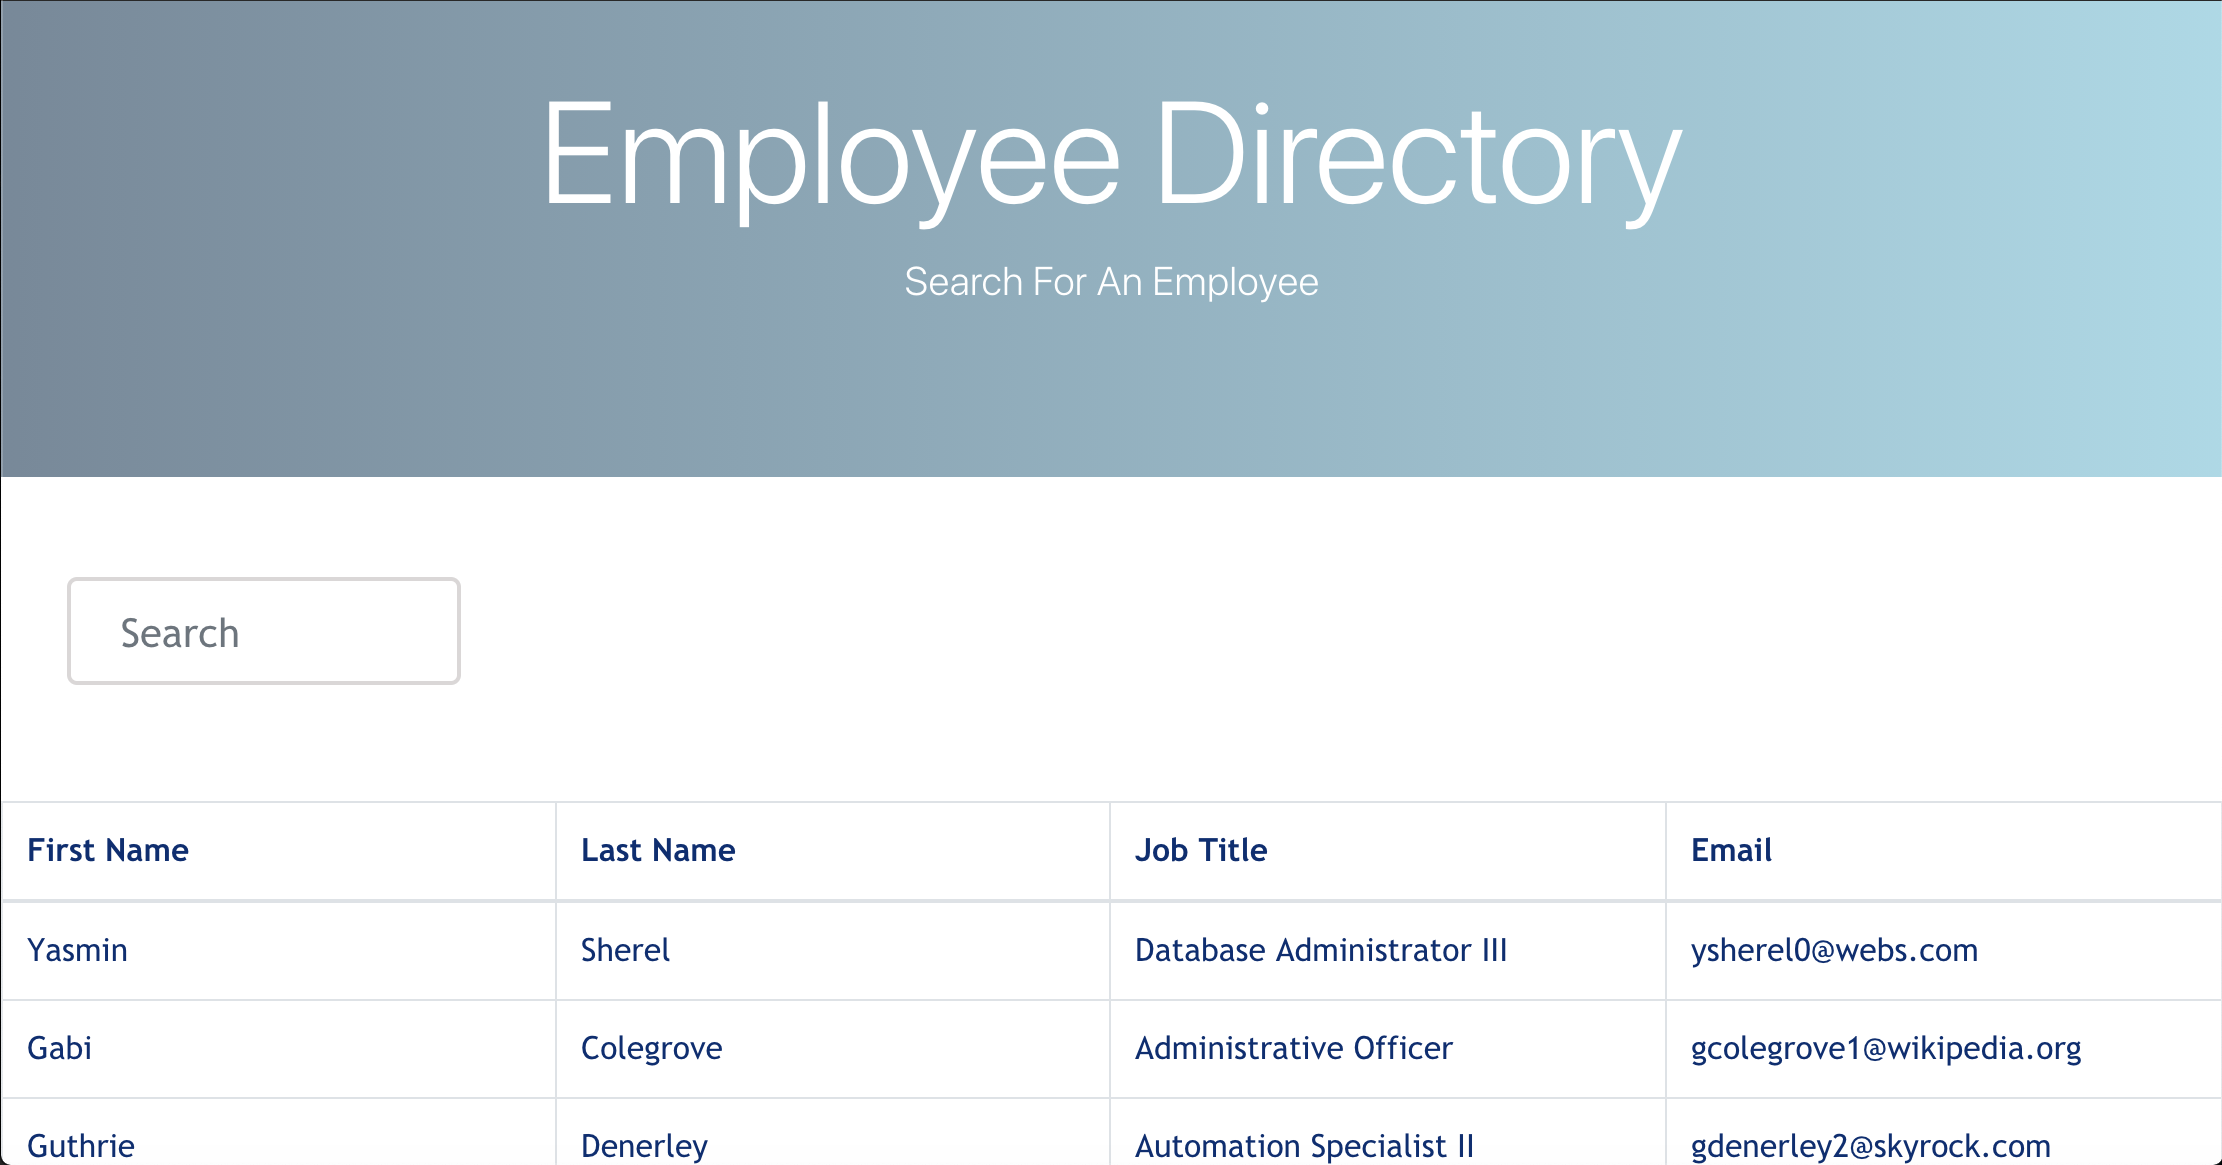 Employee Directory
Search For An Employee
Search
First Name Last Name Job Title Email
Yasmin Sherel Database Administrator III ysherel0@webs.com
Gabi Colegrove Administrative Officer gcolegrove1@wikipedia.org
Guthrie Denerley Automation Specialist II gdenerley2@skyrock.com